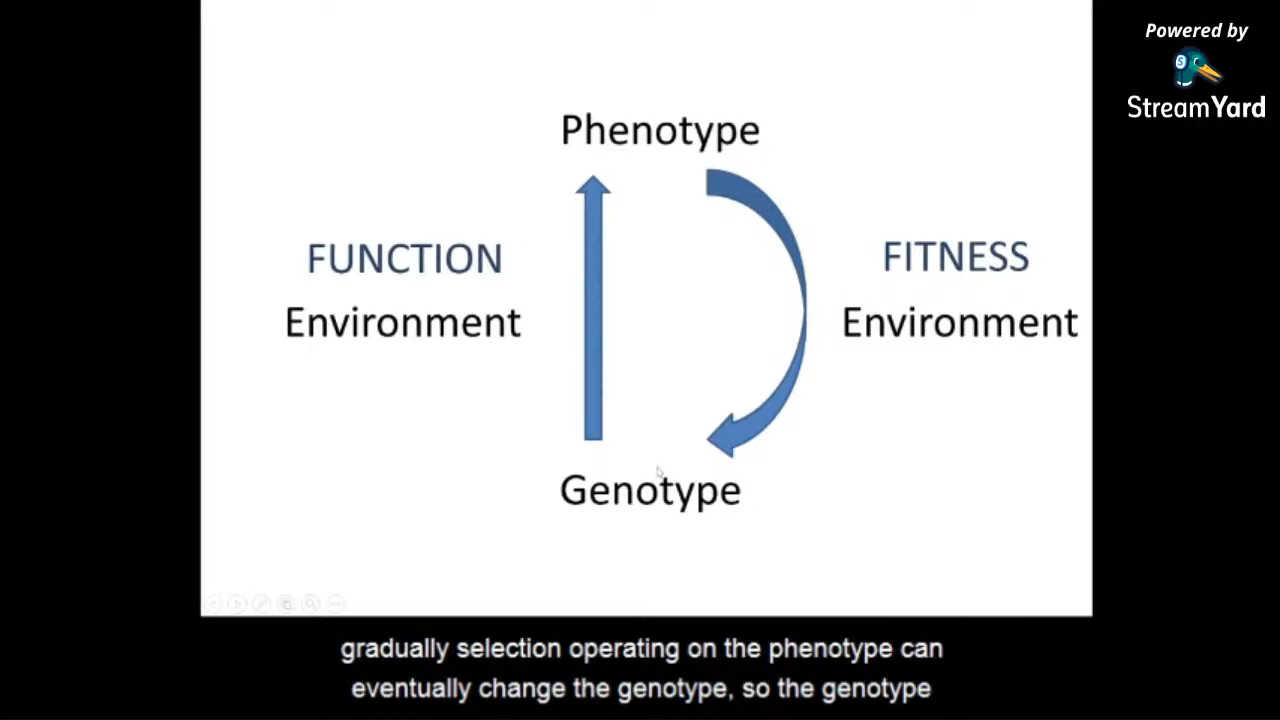 Powered by
StreamYard
Phenotype
FUNCTION
Environment
FITNESS
Environment
Genotype
gradually selection operating on the phenotype can
eventually change the genotype, so the genotype